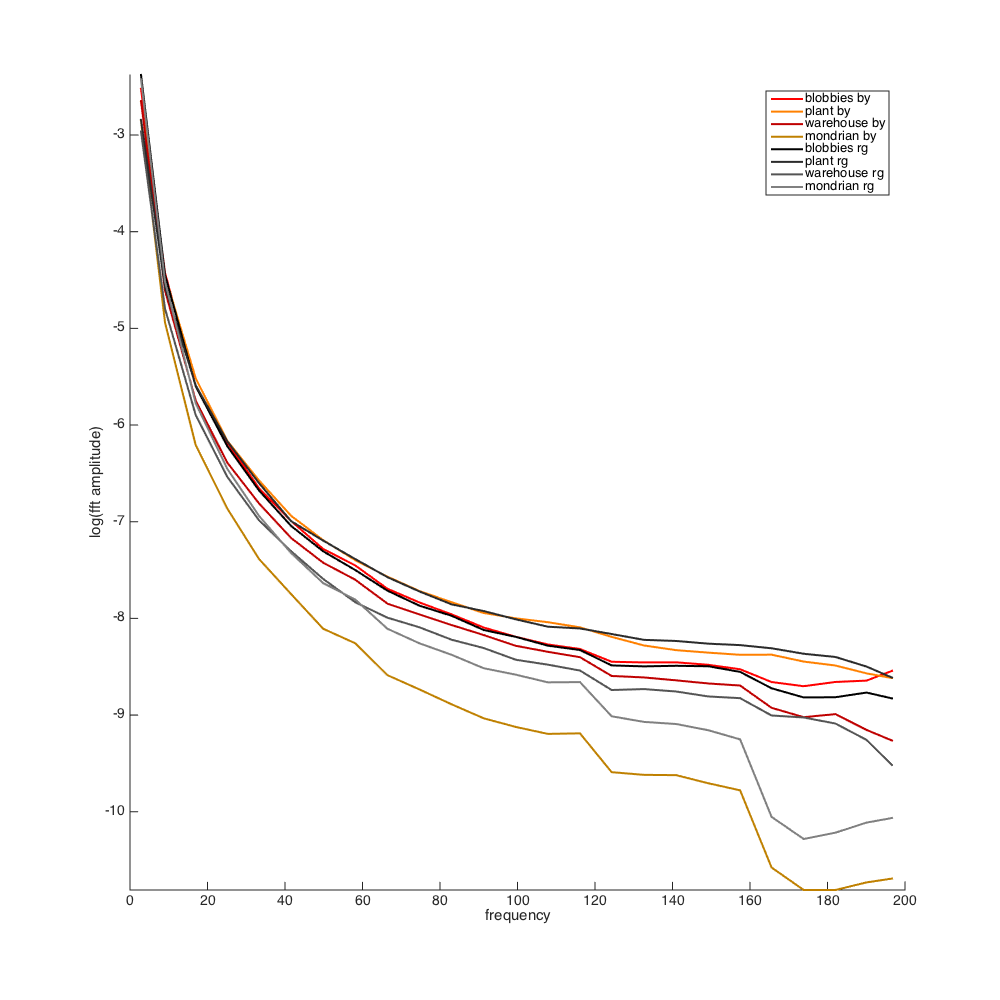 blobbies by
plant by
warehouse by
mondrian by
blobbies rg
plant rg
warehouse rg
mondrian rg
-3
-4
-5
-6
-7
-8
-9
-10
log(fft amplitude)
0 20 40 60 80 100 120 140 160 180 200
frequency